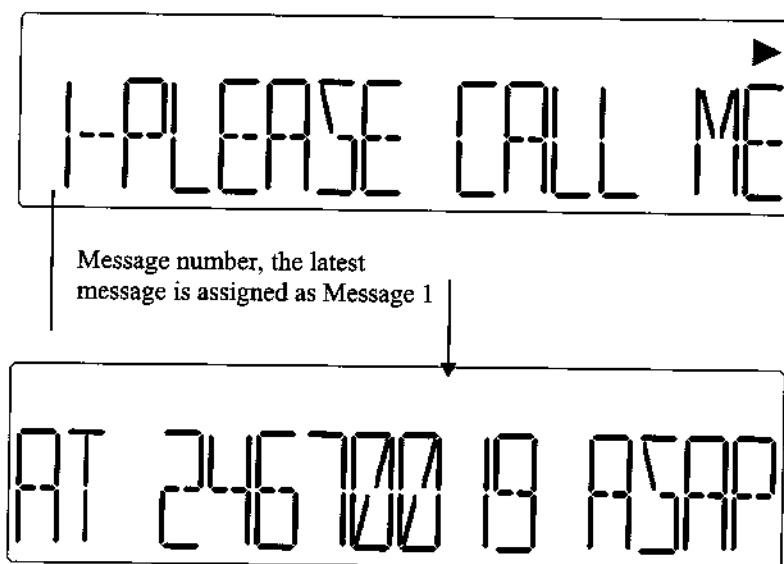 1-PLEASE CALL ME
Message number, the latest
message is assigned as Message 1
AT 24670019 ASAP